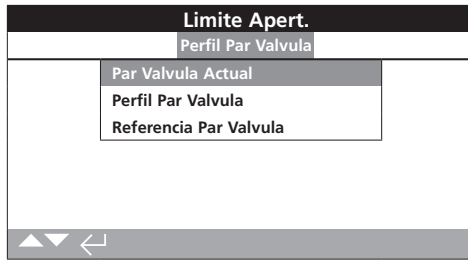 Limite Apert.
Perfil Par Valvula
Par Valvula Actual
Perfil Par Valvula
Referencia Par Valvula